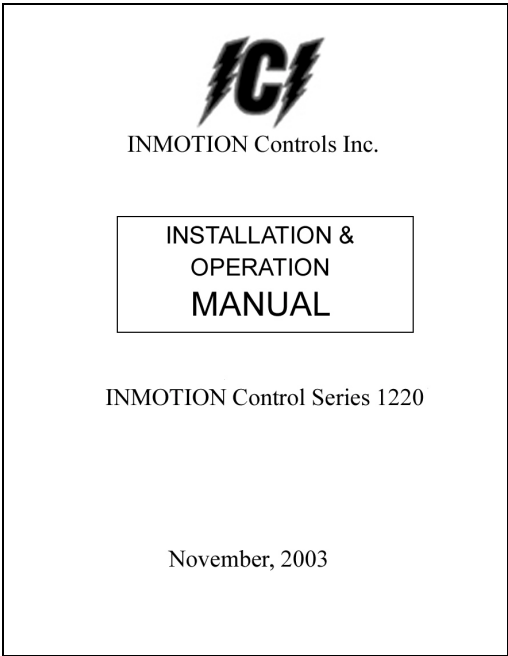 ICI
INMOTION Controls Inc.
INSTALLATION &
OPERATION
MANUAL
INMOTION Control Series 1220
November, 2003